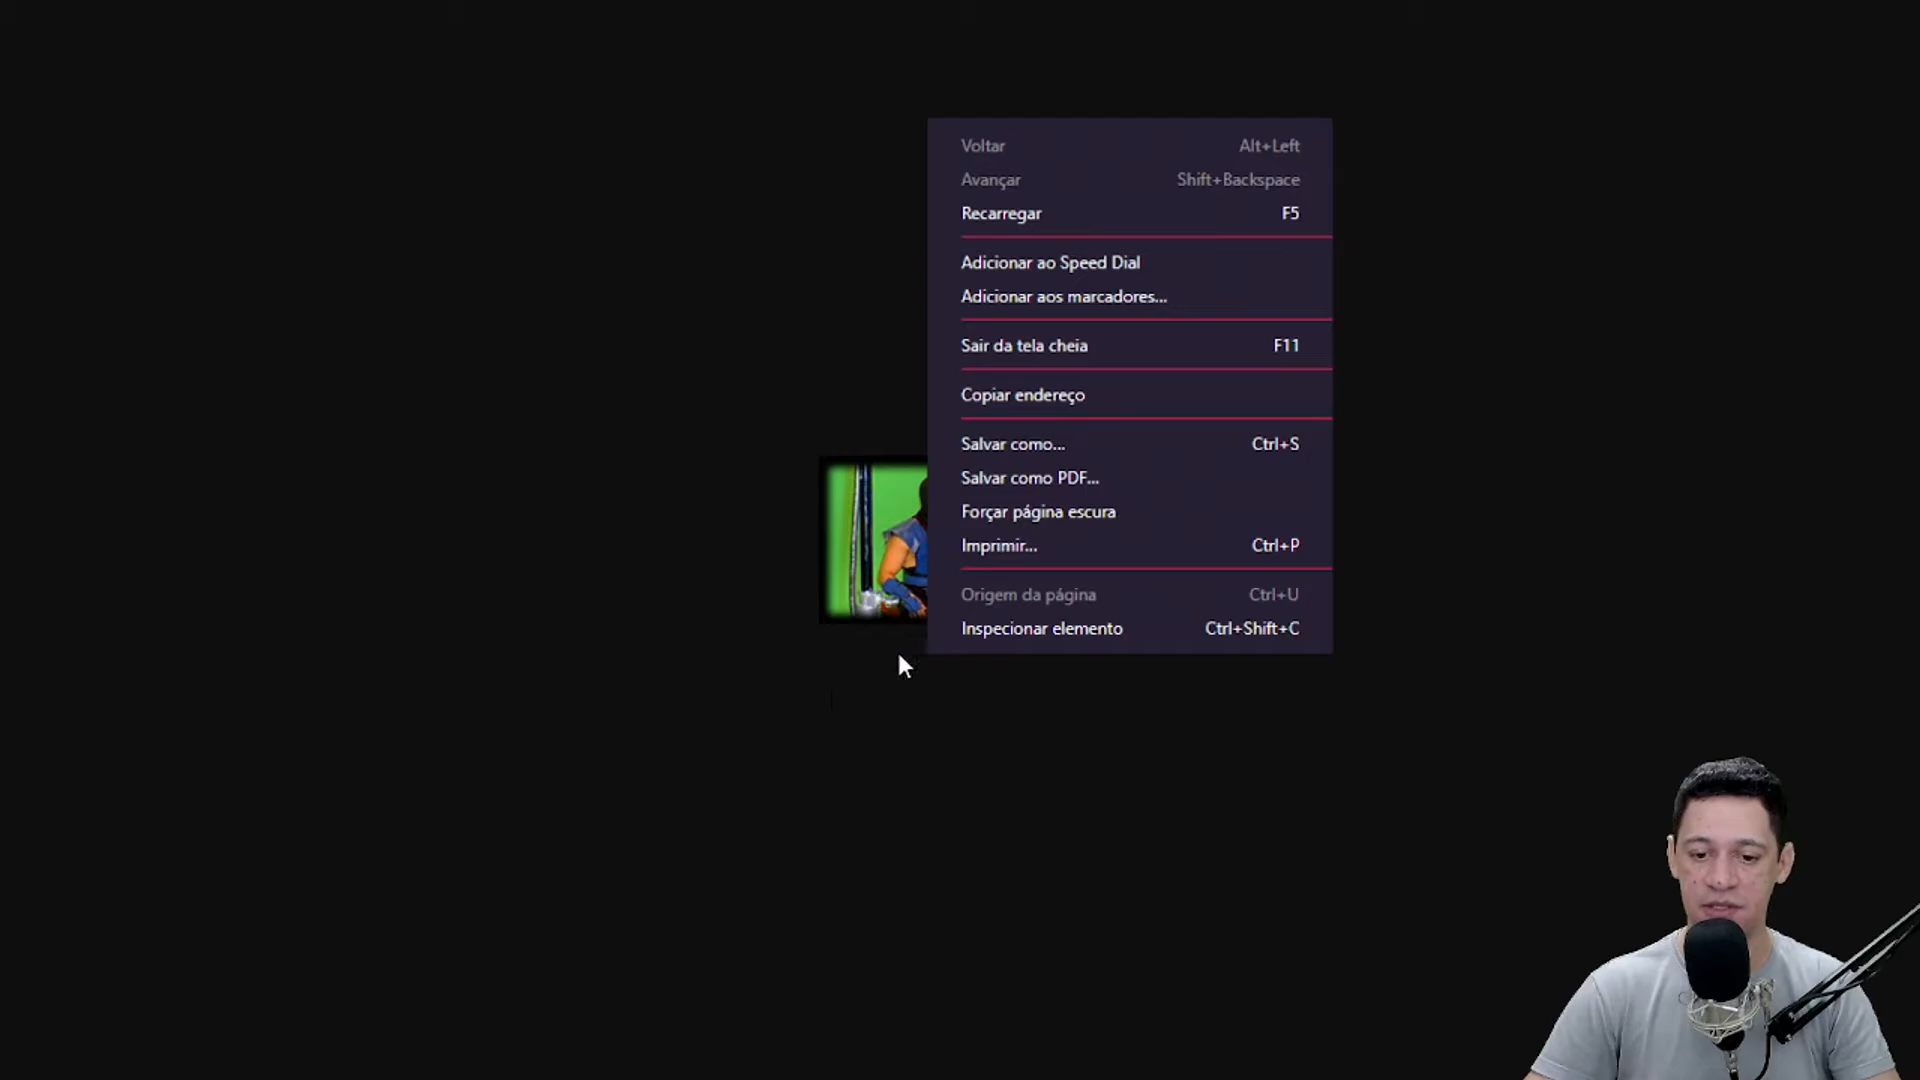 Voltar Alt+Left
Avançar Shift+Backspace
Recarregar F5
Adicionar ao Speed Dial
Adicionar aos marcadores...
Sair da tela cheia F11
Copiar endereço
Salvar como... Ctrl+S
Salvar como PDF...
Forçar página escura
Imprimir... Ctrl+P
Origem da página Ctrl+U
Inspecionar elemento Ctrl+Shift+C